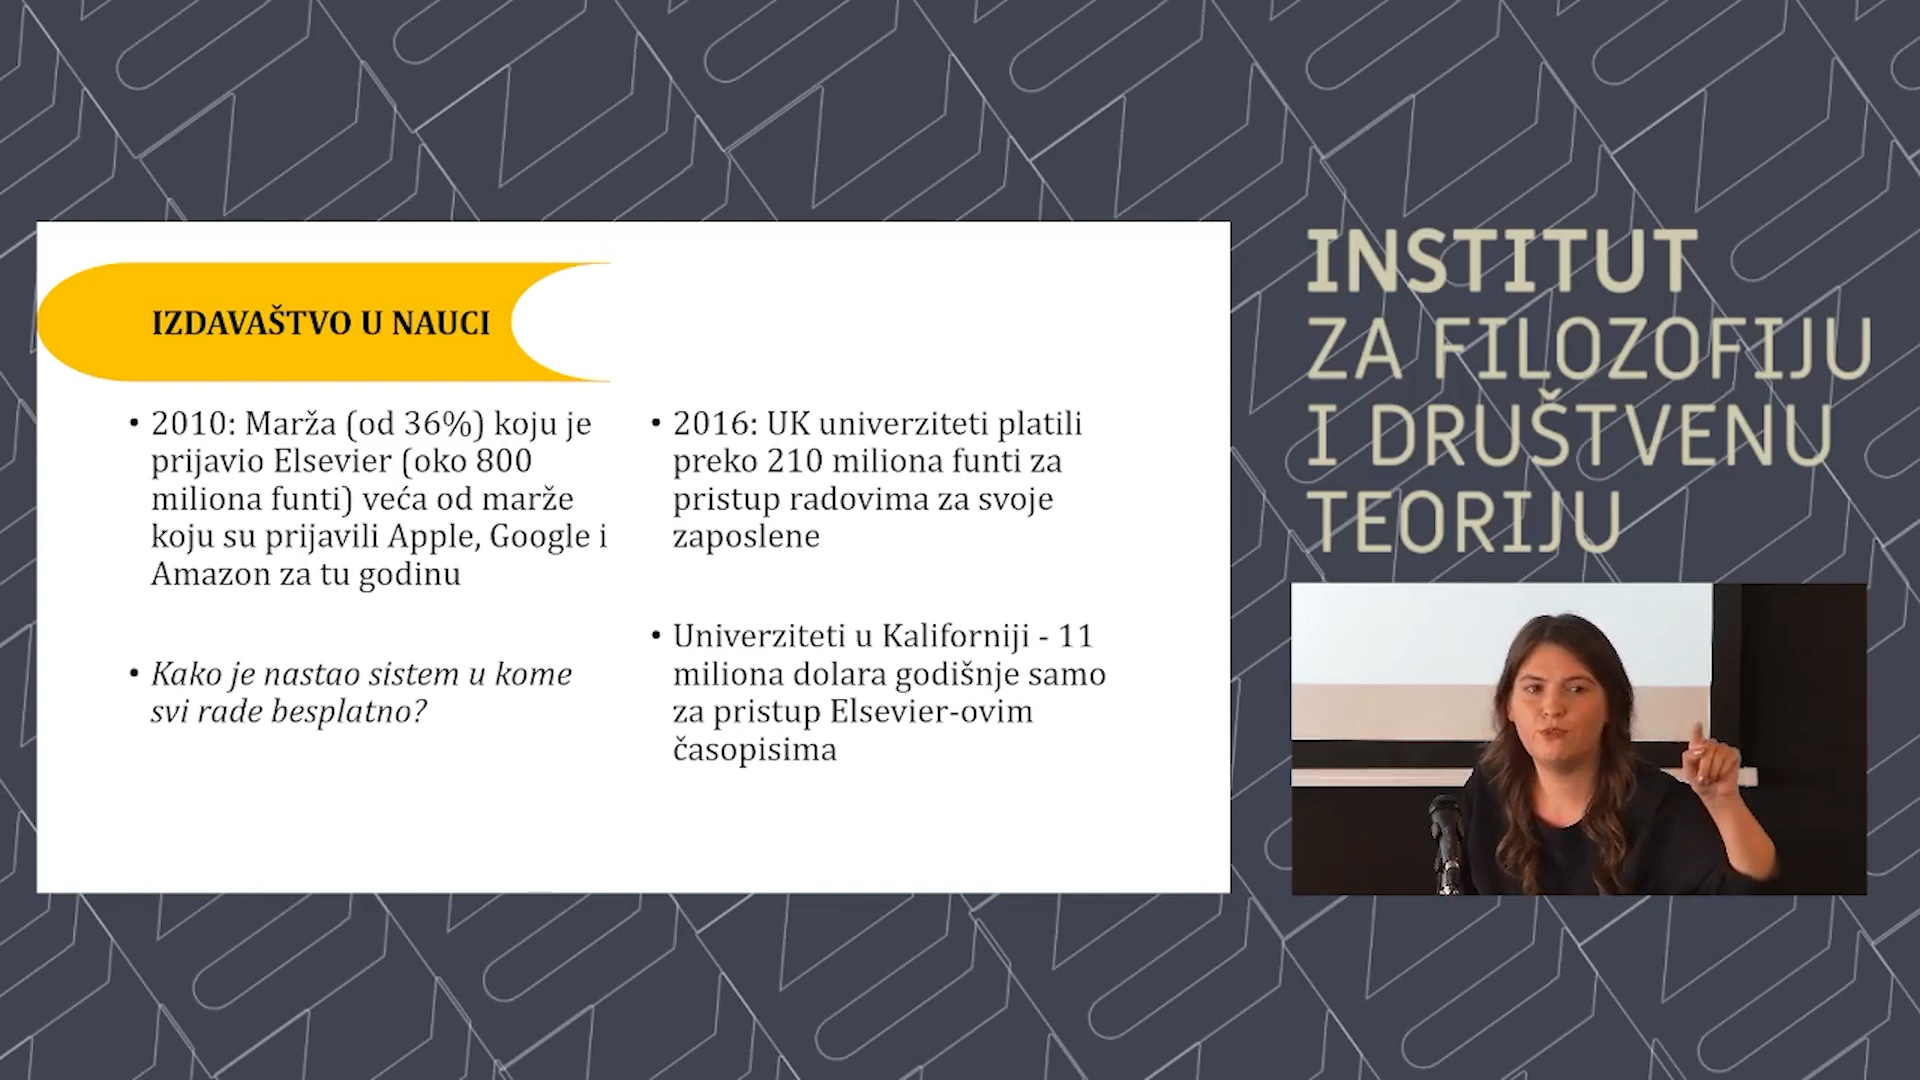 IZDAVAŠTVO U NAUCI
• 2010: Marža (od 36%) koju je
prijavio Elsevier (oko 800
miliona funti) veća od marže
koju su prijavili Apple, Google i
Amazon za tu godinu
• Kako je nastao sistem u kome
svi rade besplatno?
• 2016: UK univerziteti platili
preko 210 miliona funti za
pristup radovima za svoje
zaposlene
• Univerziteti u Kaliforniji - 11
miliona dolara godišnje samo
za pristup Elsevier-ovim
časopisima
INSTITUT
ZA FILOZOFIJU
I DRUŠTVENU
TEORIJU